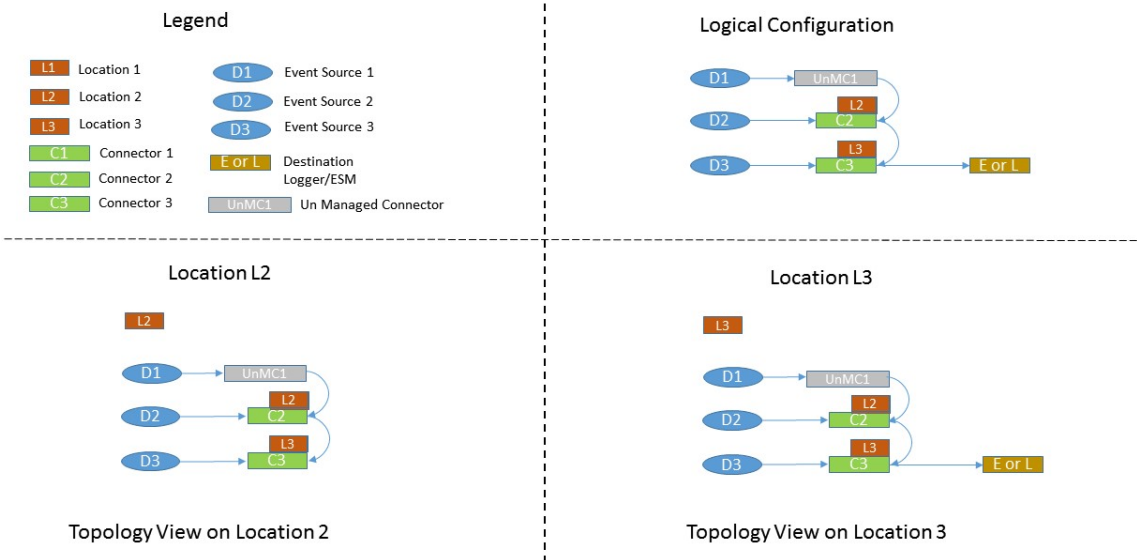 Legend
L1 Location 1
L2 Location 2
L3 Location 3
C1 Connector 1
C2 Connector 2
C3 Connector 3
D1 Event Source 1
D2 Event Source 2
D3 Event Source 3
E or L Destination
Logger/ESM
UnMC1 Un Managed Connector
Logical Configuration
D1 UnMC1
L2
D2 C2
L3
D3 C3 E or L
Location L2
L2
D1 UnMC1
L2
D2 C2
L3
D3 C3
Topology View on Location 2
Location L3
L3
D1 UnMC1
L2
D2 C2
L3
D3 C3 E or L
Topology View on Location 3